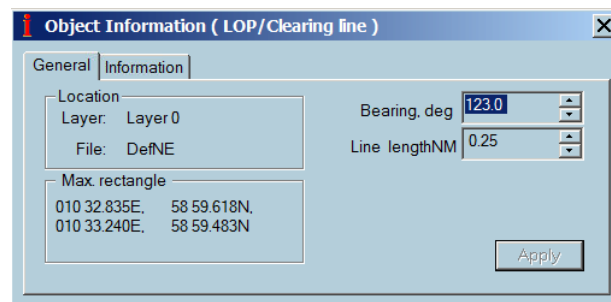 Object Information ( LOP/Clearing line )
General Information
Location
Layer: Layer 0
File: DefNE
Bearing, deg 123.0
Line lengthNM 0.25
Max. rectangle
010 32.835E, 58 59.618N,
010 33.240E, 58 59.483N
Apply